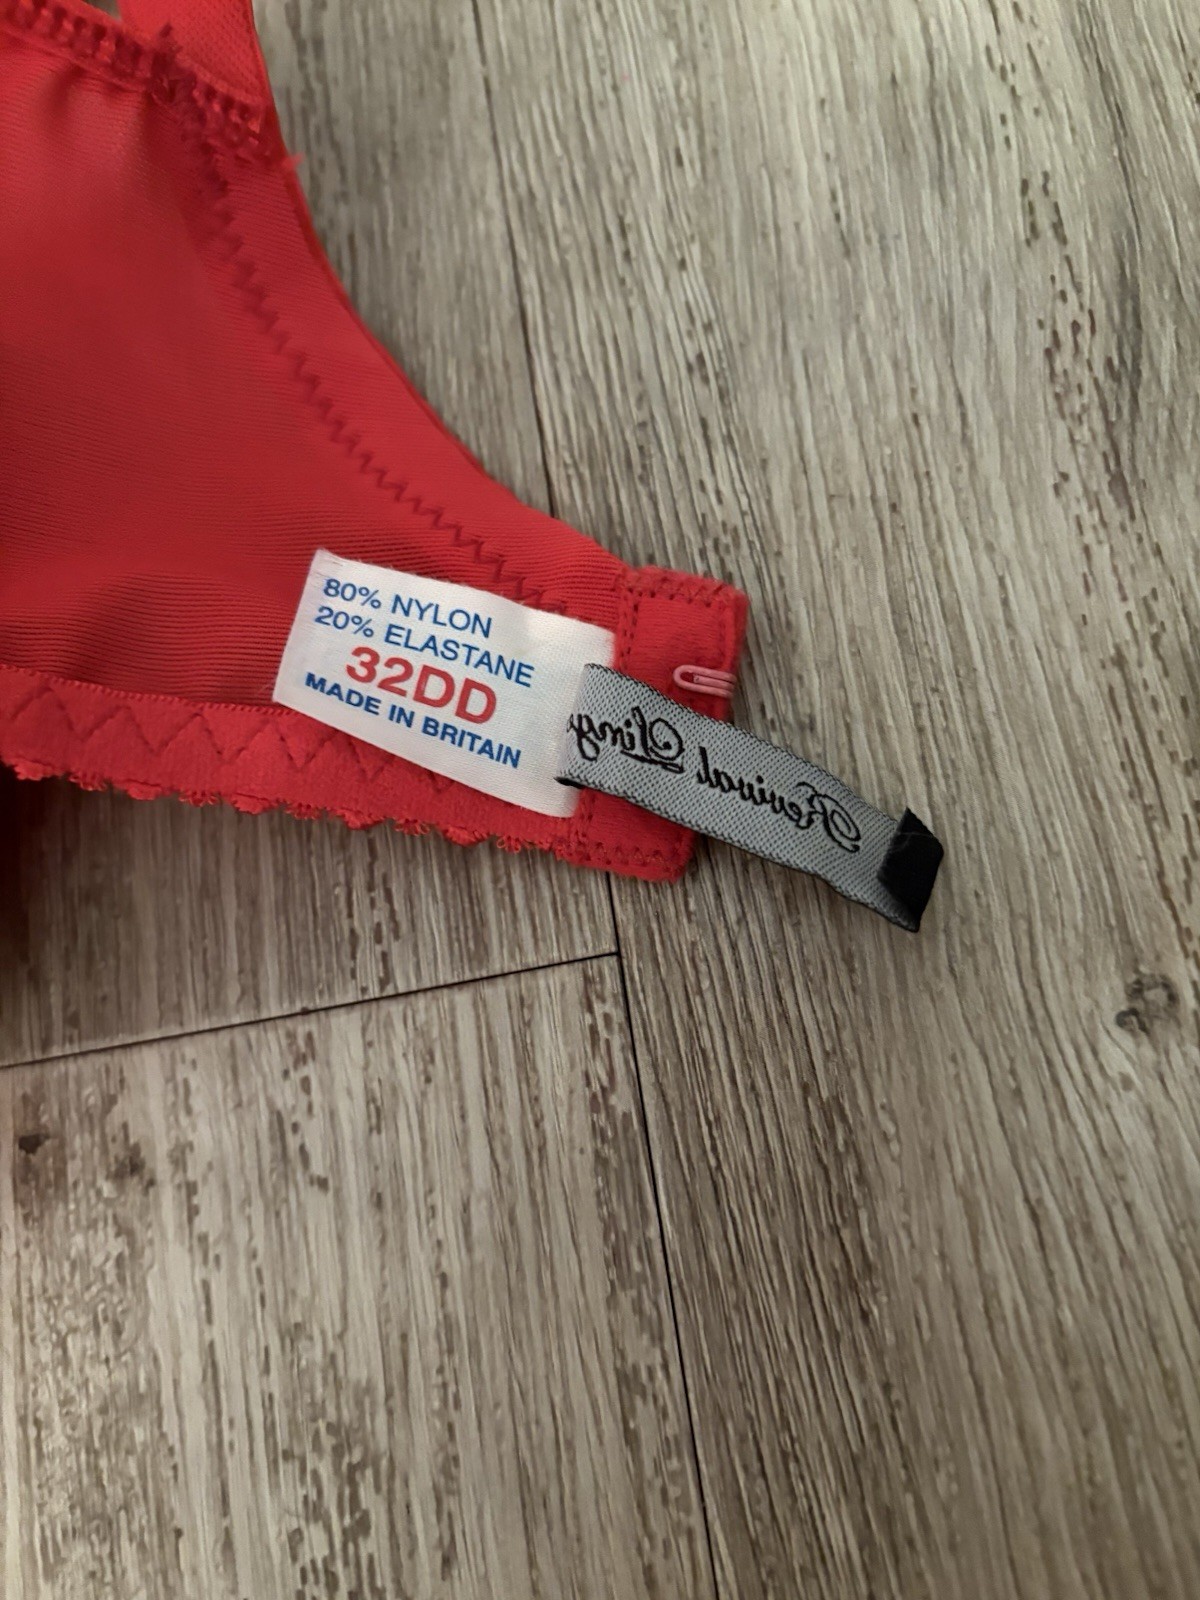 80% NYLON
20% ELASTANE
32DD
MADE IN BRITAIN
Revival